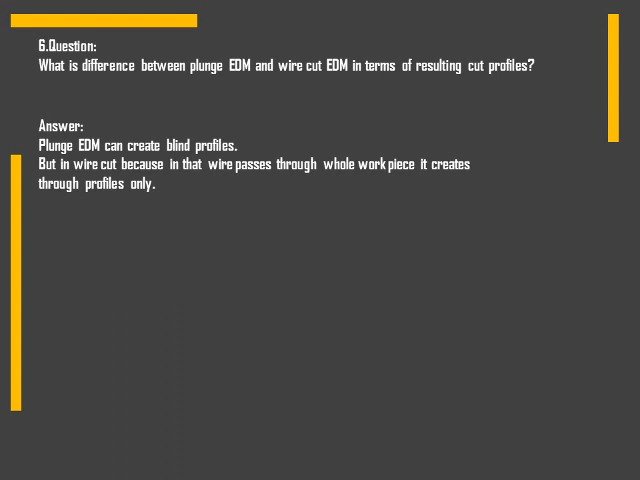 6.Question:
What is difference between plunge EDM and wire cut EDM in terms of resulting cut profiles?
Answer:
Plunge EDM can create blind profiles.
But in wire cut because in that wire passes through whole work piece it creates
through profiles only.